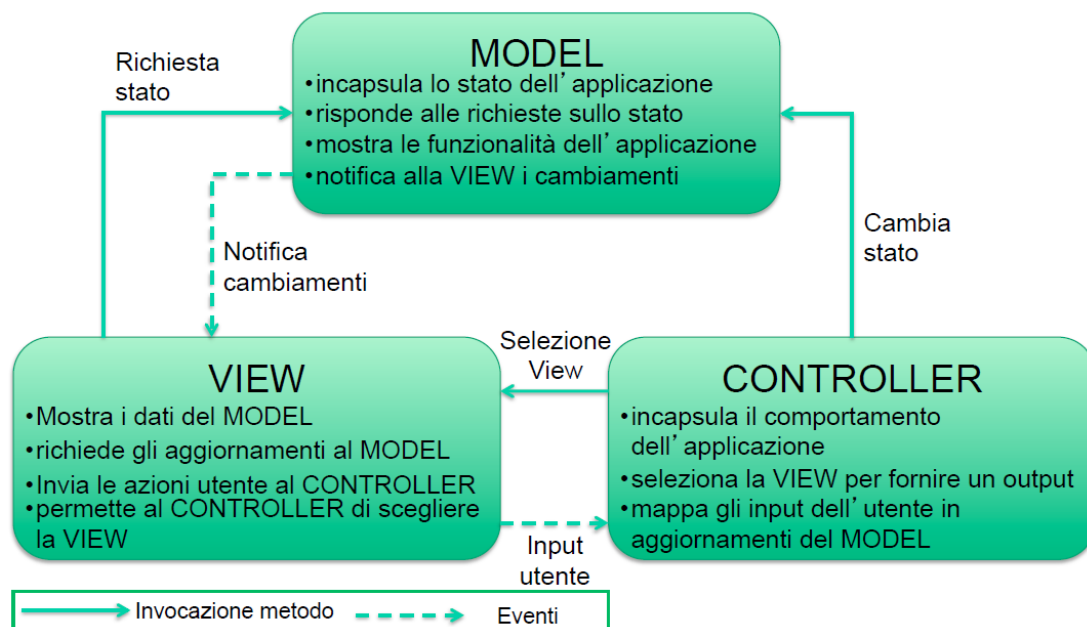 MODEL
•incapsula lo stato dell’applicazione
•risponde alle richieste sullo stato
•mostra le funzionalità dell’applicazione
•notifica alla VIEW i cambiamenti
Richiesta
stato
Notifica
cambiamenti
Cambia
stato
Selezione
View
VIEW
•Mostra i dati del MODEL
•richiede gli aggiornamenti al MODEL
•Invia le azioni utente al CONTROLLER
•permette al CONTROLLER di scegliere
la VIEW
CONTROLLER
•incapsula il comportamento
dell’applicazione
•seleziona la VIEW per fornire un output
•mappa gli input dell’utente in
aggiornamenti del MODEL
Input
utente
Invocazione metodo
Eventi